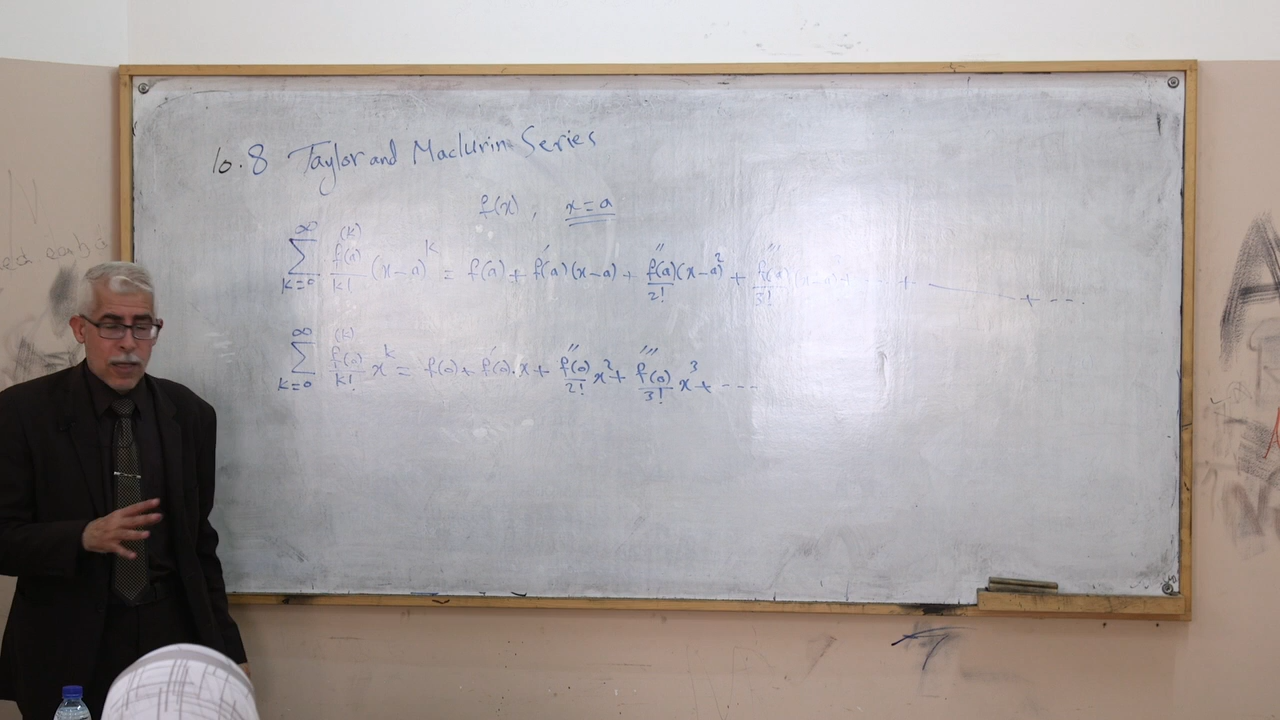 10.8 Taylor and Maclurin Series
f(x), x = a
∞ ∑ k=0 f^(k)(a)/k! (x-a)^k = f(a) + f'(a)(x-a) + f''(a)/2! (x-a)^2 + f'''(a)/3! (x-a) + ... + ... + ...
∞ ∑ k=0 f^(k)(0)/k! x^k = f(0) + f'(0).x + f''(0)/2! x^2 + f'''(0)/3! x^3 + ...